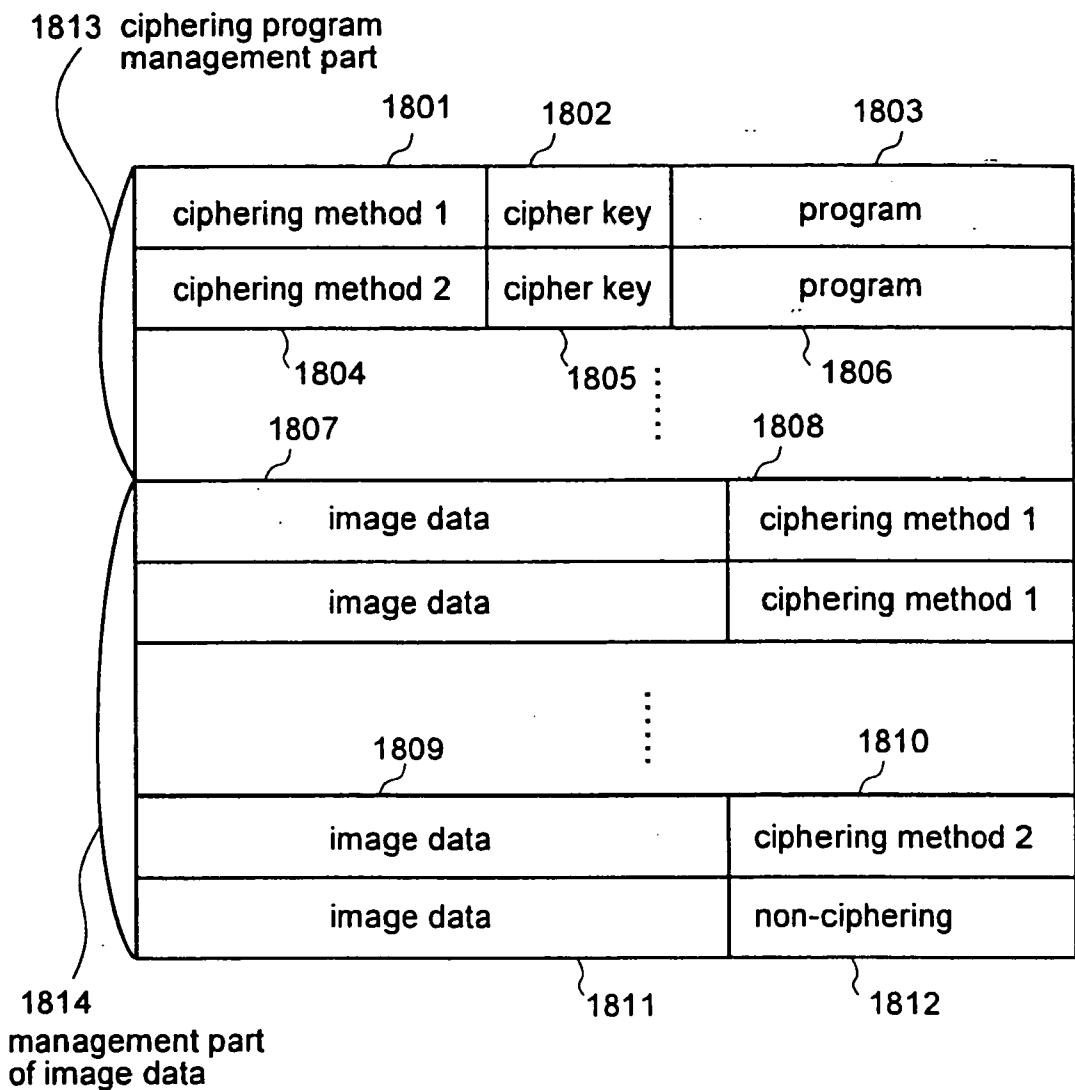 1813 ciphering program
management part
1801 1802 1803
ciphering method 1 cipher key program
ciphering method 2 cipher key program
1804 1805 1806
1807 1808
image data ciphering method 1
image data ciphering method 1
1809 1810
image data ciphering method 2
image data non-ciphering
1811 1812
1814
management part
of image data